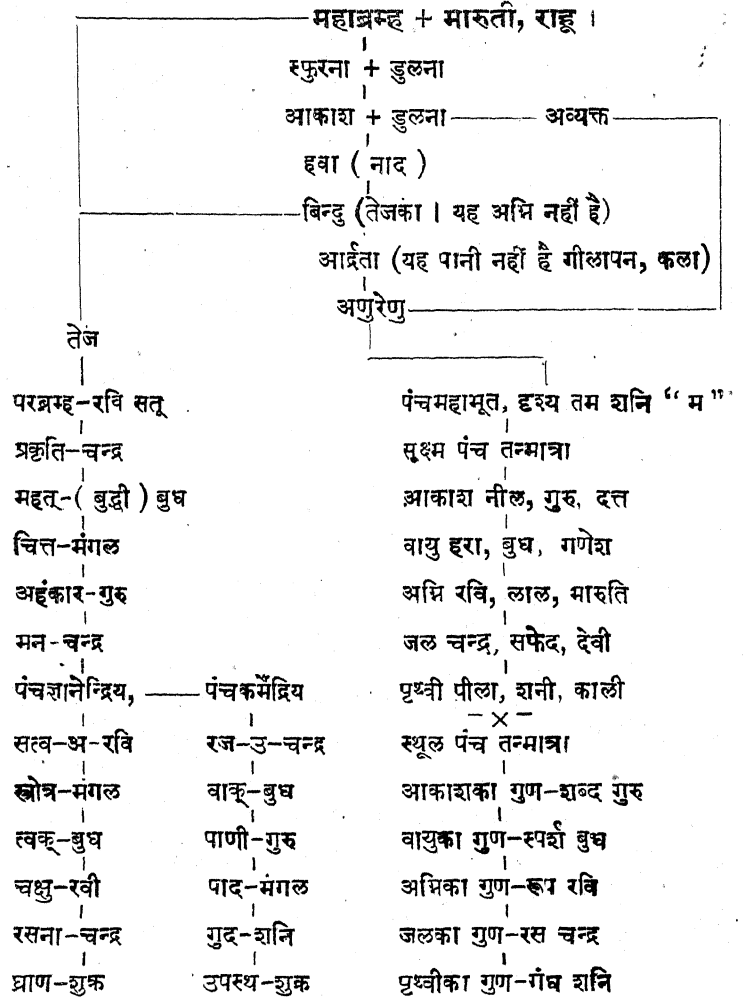 महाब्रम्ह + मारुती, राहू ।
स्फुरना + डुलना
आकाश + डुलना अव्यक्त
हवा ( नाद )
बिन्दु (तेजका । यह अग्नि नहीं है)
आर्द्रता (यह पानी नहीं है गीलापन, कला)
अणुरेणु
तेज
परब्रम्ह-रवि सत्
प्रकृति-चन्द्र
महत्-( बुद्धी ) बुध
चित्त-मंगल
अहंकार-गुरु
मन-चन्द्र
पंचज्ञानेन्द्रिय, पंचकर्मेंद्रिय
सत्व-अ-रवि रज-उ-चन्द्र
स्त्रोत्र-मंगल वाक्-बुध
त्वक्-बुध पाणी-गुरु
चक्षु-रवी पाद-मंगल
रसना-चन्द्र गुद-शनि
घ्राण-शुक्र उपस्थ-शुक्र
पंचमहाभूत, दृश्य तम शनि “ म ”
सूक्ष्म पंच तन्मात्रा
आकाश नील, गुरु, दत्त
वायु हरा, बुध, गणेश
अग्नि रवि, लाल, मारुति
जल चन्द्र, सफेद, देवी
पृथ्वी पीला, शनी, काली
- × -
स्थूल पंच तन्मात्रा
आकाशका गुण-शब्द गुरु
वायुका गुण-स्पर्श बुध
अग्निका गुण-रूप रवि
जलका गुण-रस चन्द्र
पृथ्वीका गुण-गंध शनि